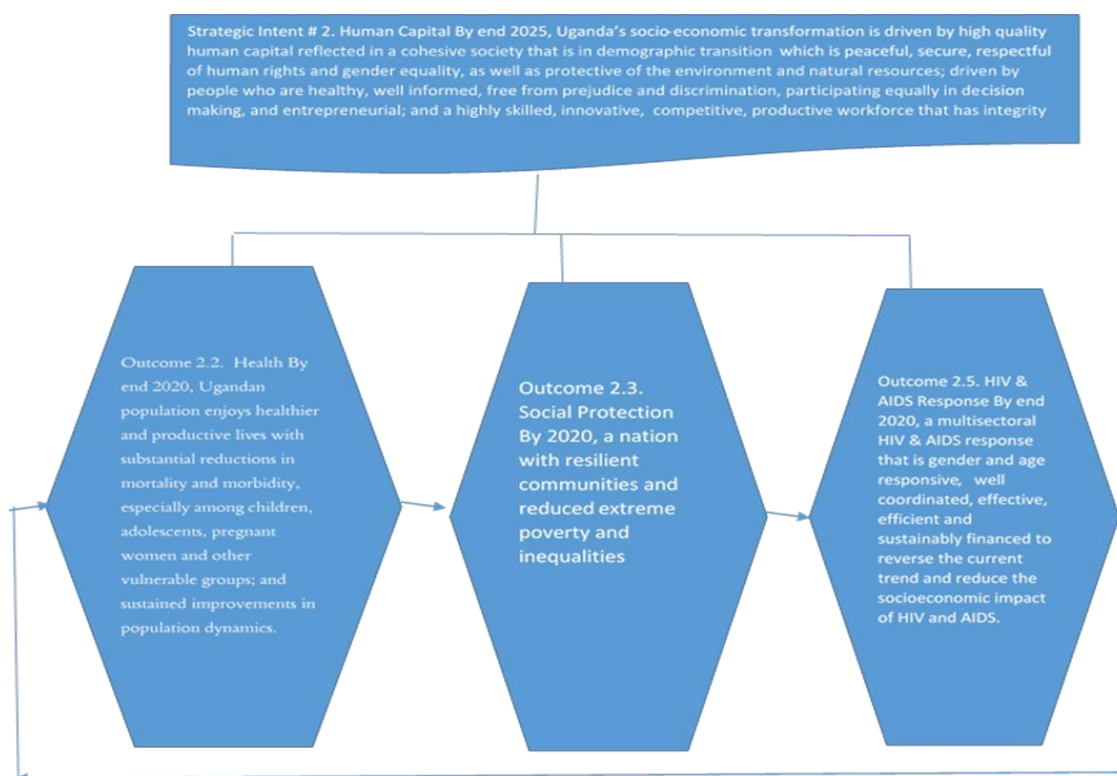 Strategic Intent # 2. Human Capital By end 2025, Uganda's socio-economic transformation is driven by high quality
human capital reflected in a cohesive society that is in demographic transition which is peaceful, secure, respectful
of human rights and gender equality, as well as protective of the environment and natural resources; driven by
people who are healthy, well informed, free from prejudice and discrimination, participating equally in decision
making, and entrepreneurial; and a highly skilled, innovative, competitive, productive workforce that has integrity
Outcome 2.2. Health By
end 2020, Ugandan
population enjoys healthier
and productive lives with
substantial reductions in
mortality and morbidity,
especially among children,
adolescents, pregnant
women and other
vulnerable groups; and
sustained improvements in
population dynamics.
Outcome 2.3.
Social Protection
By 2020, a nation
with resilient
communities and
reduced extreme
poverty and
inequalities
Outcome 2.5. HIV &
AIDS Response By end
2020, a multisectoral
HIV & AIDS response
that is gender and age
responsive, well
coordinated, effective,
efficient and
sustainably financed to
reverse the current
trend and reduce the
socioeconomic impact
of HIV and AIDS.